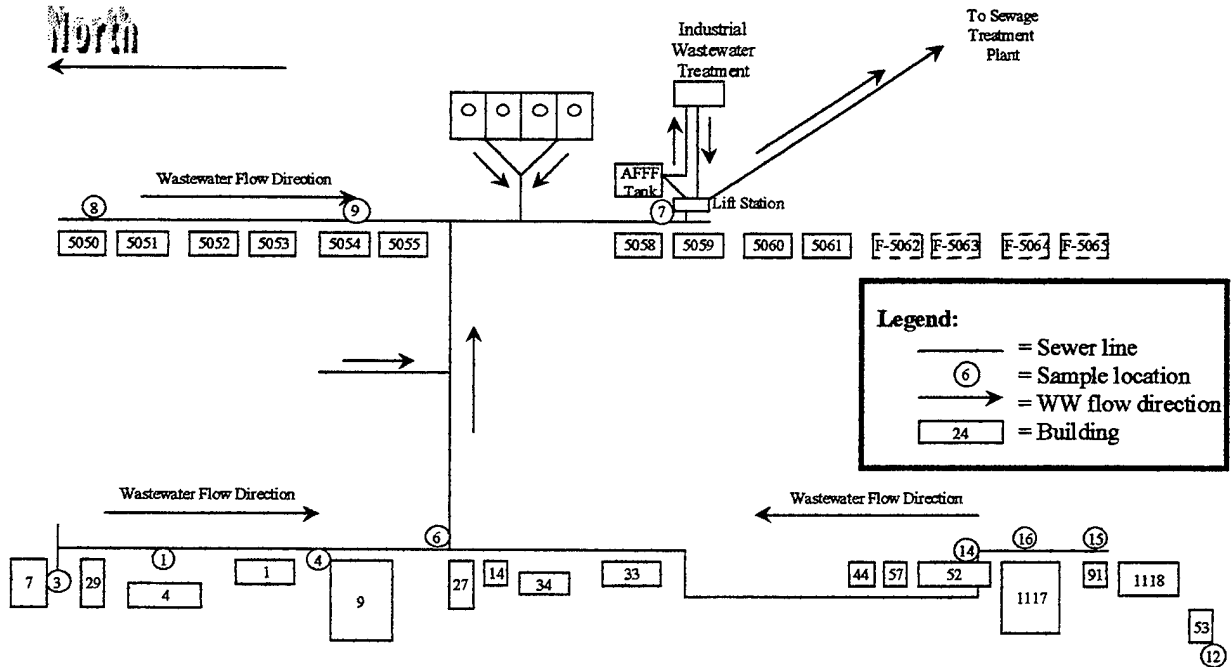 North
To Sewage
Treatment
Plant
Industrial
Wastewater
Treatment
AFFF
Tank
Lift Station
Wastewater Flow Direction
8
9
7
5050 5051 5052 5053 5054 5055 5058 5059 5060 5061 F-5062 F-5063 F-5064 F-5065
Legend:
= Sewer line
6 = Sample location
= WW flow direction
24 = Building
Wastewater Flow Direction
Wastewater Flow Direction
6
14
16
15
1
4
3
7
29
4
1
9
27
14
34
33
44
57
52
1117
91
1118
53
12